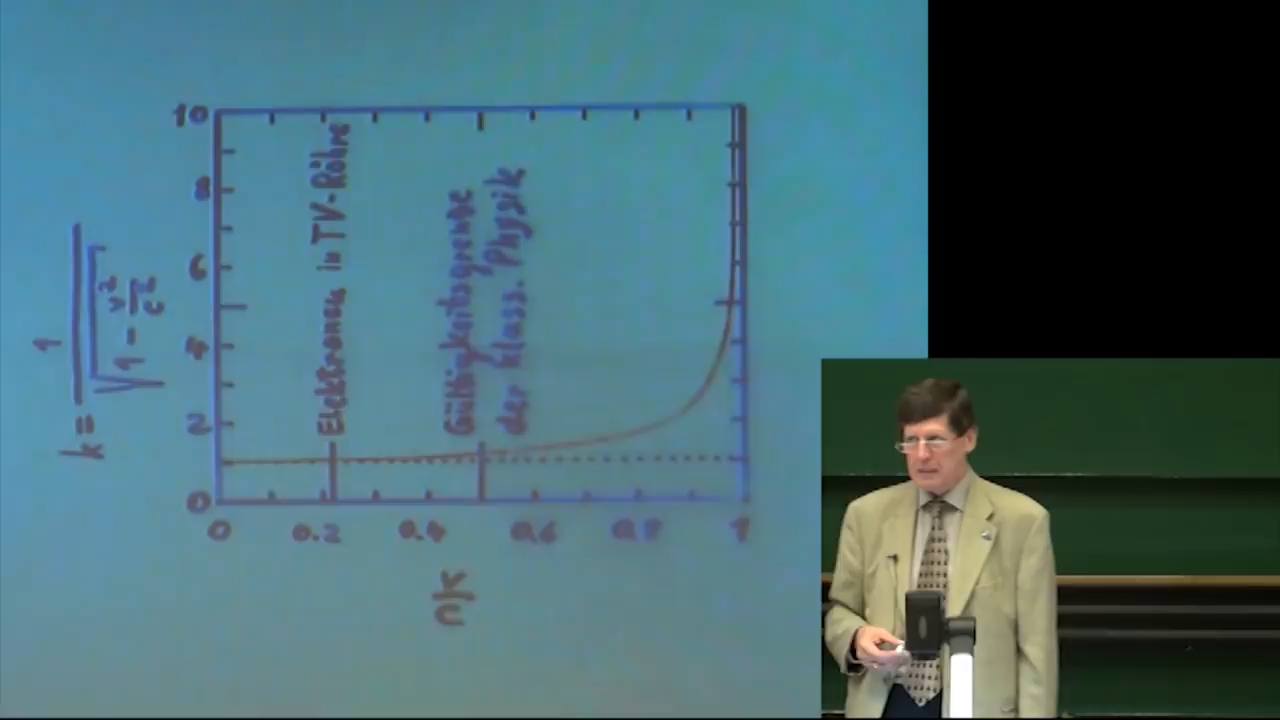 k = 1 / √(1 - v²/c²)
10
8
6
4
2
0
Elektronen in TV-Röhre
Gültigkeitsgrenze
der klass. Physik
0 0.2 0.4 0.6 0.8 1
v/c